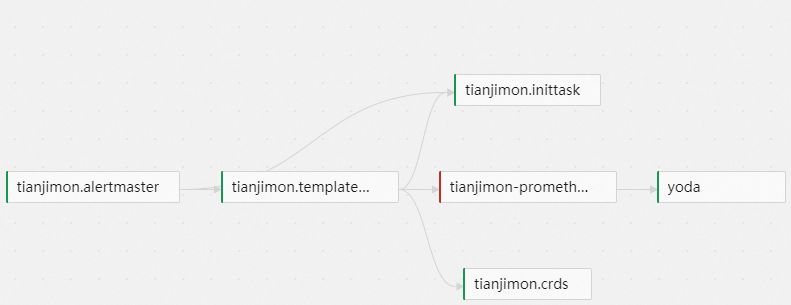 tianjimon.inittask
tianjimon.alertmaster
tianjimon.template...
tianjimon-prometh...
yoda
tianjimon.crds